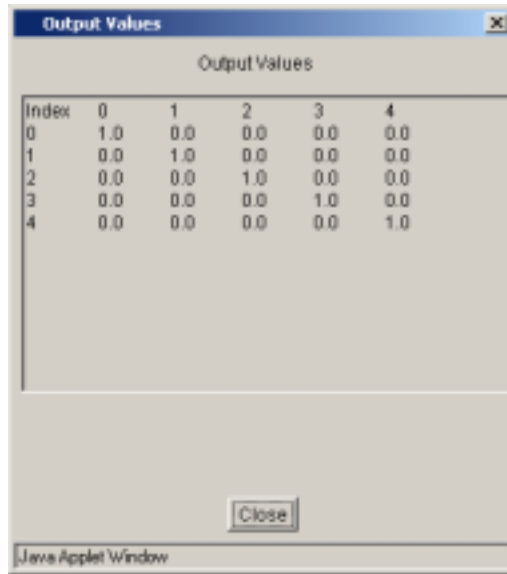 Output Values
Output Values
Index 0 1 2 3 4
0 1.0 0.0 0.0 0.0 0.0
1 0.0 1.0 0.0 0.0 0.0
2 0.0 0.0 1.0 0.0 0.0
3 0.0 0.0 0.0 1.0 0.0
4 0.0 0.0 0.0 0.0 1.0
Close
Java Applet Window